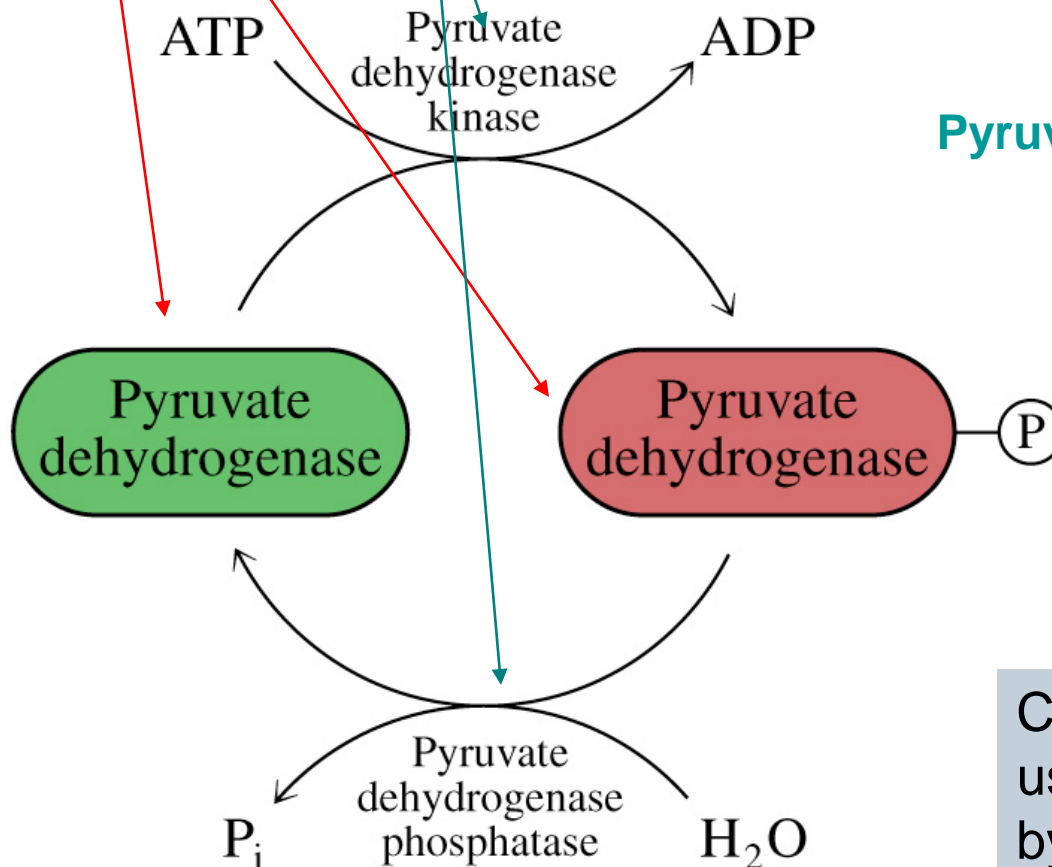 ATP
Pyruvate
dehydrogenase
kinase
ADP
Pyruv
Pyruvate
dehydrogenase
Pyruvate
dehydrogenase
P
Pyruvate
dehydrogenase
phosphatase
Pi
H2O
C
us
by